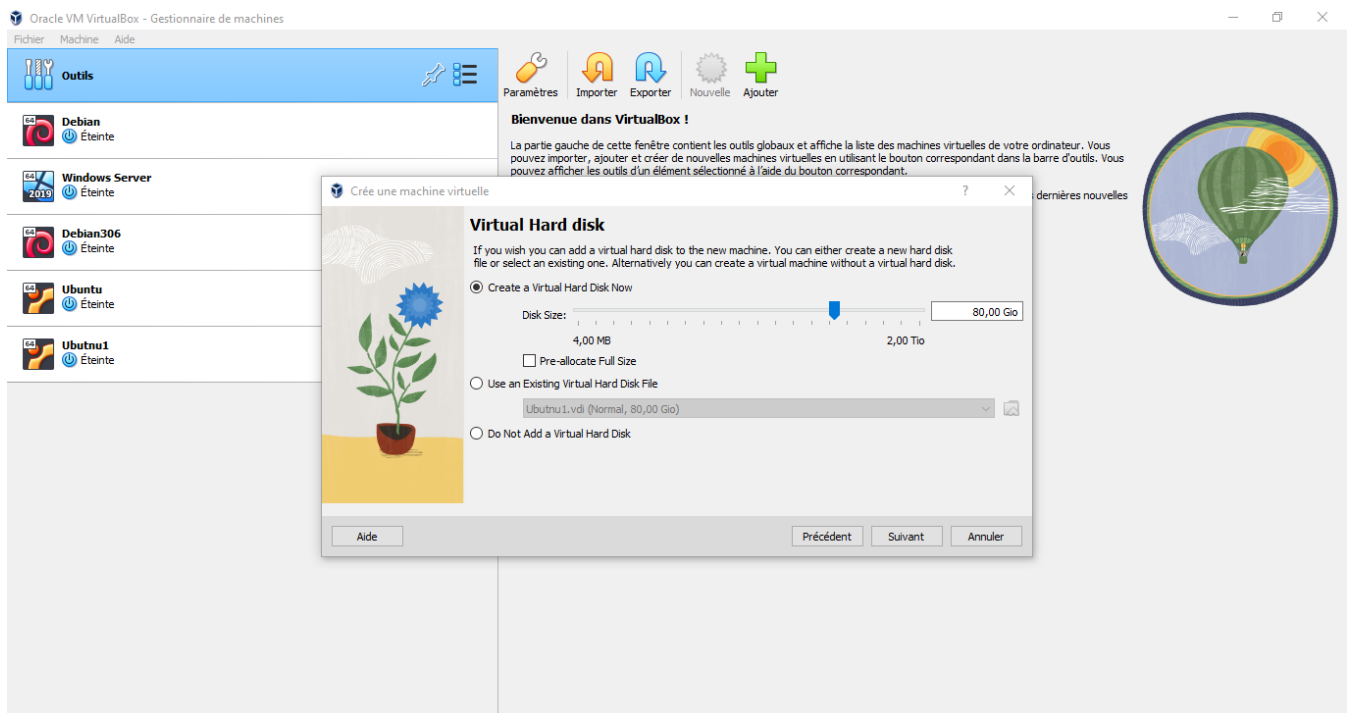 Oracle VM VirtualBox - Gestionnaire de machines
Fichier Machine Aide
Outils
Paramètres Importer Exporter Nouvelle Ajouter
64 Debian
Éteinte
64 Windows Server
2019 Éteinte
64 Debian306
Éteinte
64 Ubuntu
Éteinte
64 Ubutnu1
Éteinte
Bienvenue dans VirtualBox !
La partie gauche de cette fenêtre contient les outils globaux et affiche la liste des machines virtuelles de votre ordinateur. Vous
pouvez importer, ajouter et créer de nouvelles machines virtuelles en utilisant le bouton correspondant dans la barre d'outils. Vous
pouvez afficher les outils d'un élément sélectionné à l'aide du bouton correspondant.
dernières nouvelles
Crée une machine virtuelle
?
Virtual Hard disk
If you wish you can add a virtual hard disk to the new machine. You can either create a new hard disk
file or select an existing one. Alternatively you can create a virtual machine without a virtual hard disk.
Create a Virtual Hard Disk Now
Disk Size: 80,00 Gio
4,00 MB 2,00 Tio
Pre-allocate Full Size
Use an Existing Virtual Hard Disk File
Ubutnu1.vdi (Normal, 80,00 Gio)
Do Not Add a Virtual Hard Disk
Aide Précédent Suivant Annuler